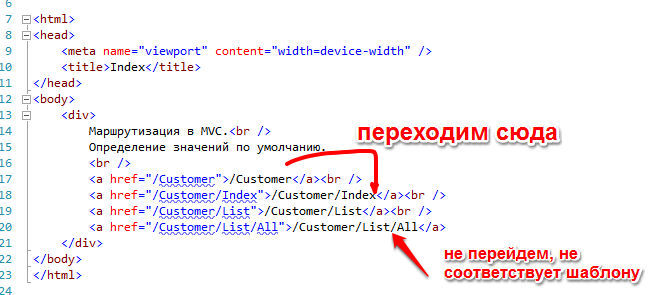 6
7 <html>
8 <head>
9 <meta name="viewport" content="width=device-width" />
10 <title>Index</title>
11 </head>
12 <body>
13 <div>
14 Маршрутизация в MVC.<br />
15 Определение значений по умолчанию.
16 <br />
17 <a href="/Customer">/Customer</a><br />
18 <a href="/Customer/Index">/Customer/Index</a><br />
19 <a href="/Customer/List">/Customer/List</a><br />
20 <a href="/Customer/List/All">/Customer/List/All</a>
21 </div>
22 </body>
23 </html>
24
переходим сюда
не перейдем, не
соответствует шаблону